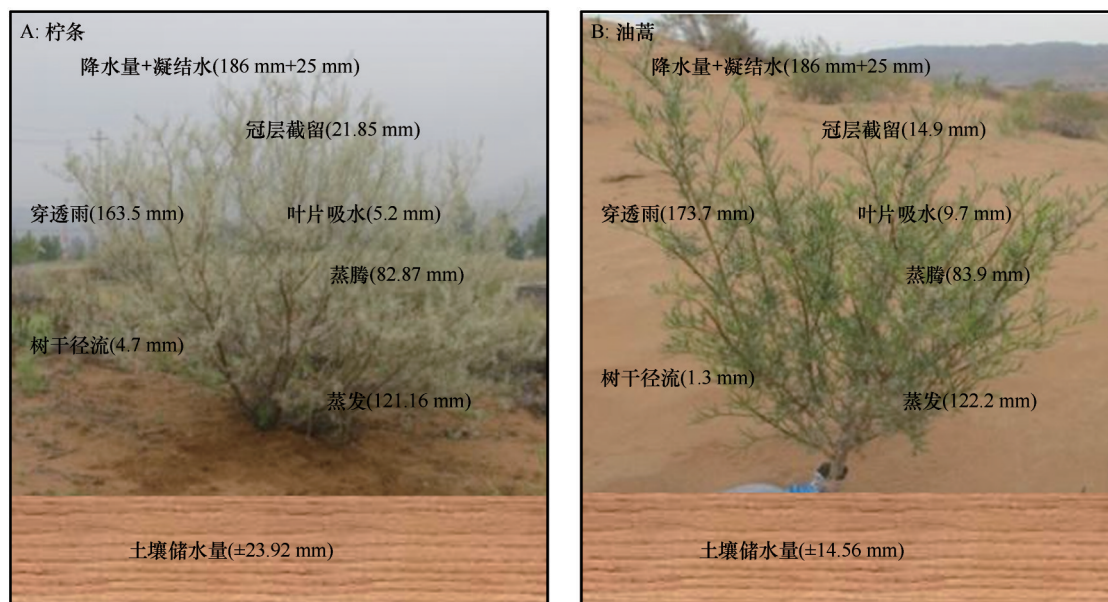 A: 柠条
降水量+凝结水(186 mm+25 mm)
冠层截留(21.85 mm)
穿透雨(163.5 mm)
叶片吸水(5.2 mm)
蒸腾(82.87 mm)
树干径流(4.7 mm)
蒸发(121.16 mm)
土壤储水量(±23.92 mm)
B: 油蒿
降水量+凝结水(186 mm+25 mm)
冠层截留(14.9 mm)
穿透雨(173.7 mm)
叶片吸水(9.7 mm)
蒸腾(83.9 mm)
树干径流(1.3 mm)
蒸发(122.2 mm)
土壤储水量(±14.56 mm)